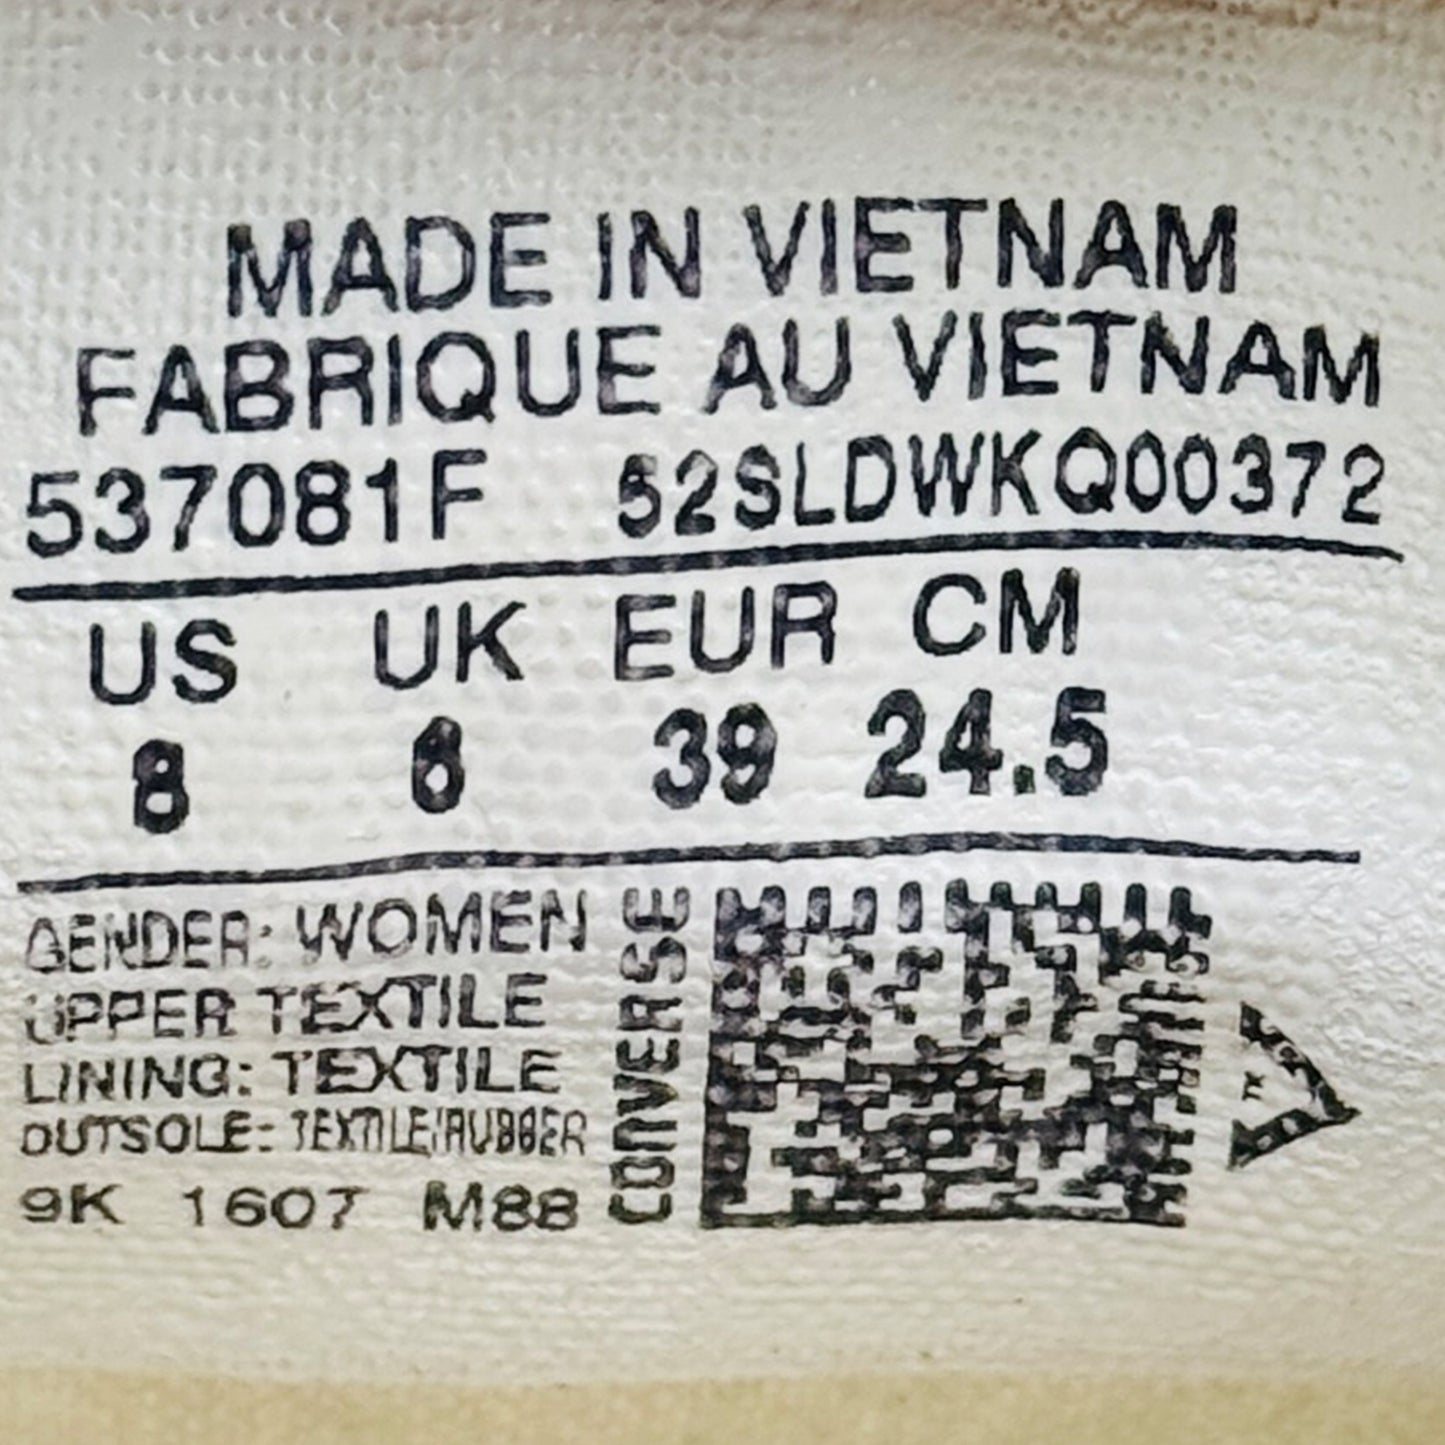 MADE IN VIETNAM
FABRIQUE AU VIETNAM
537081F 52SLDWKQ00372
US UK EUR CM
8 6 39 24.5
GENDER: WOMEN
UPPER TEXTILE
LINING: TEXTILE
OUTSOLE: TEXTILE/RUBBER
9K 1607 M88
CONVERSE